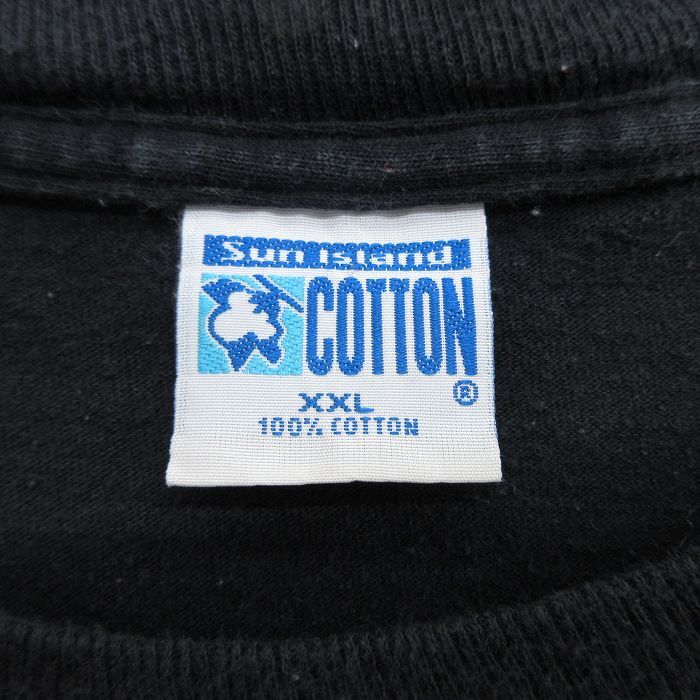 Sun Island
COTTON
®
XXL
100% COTTON